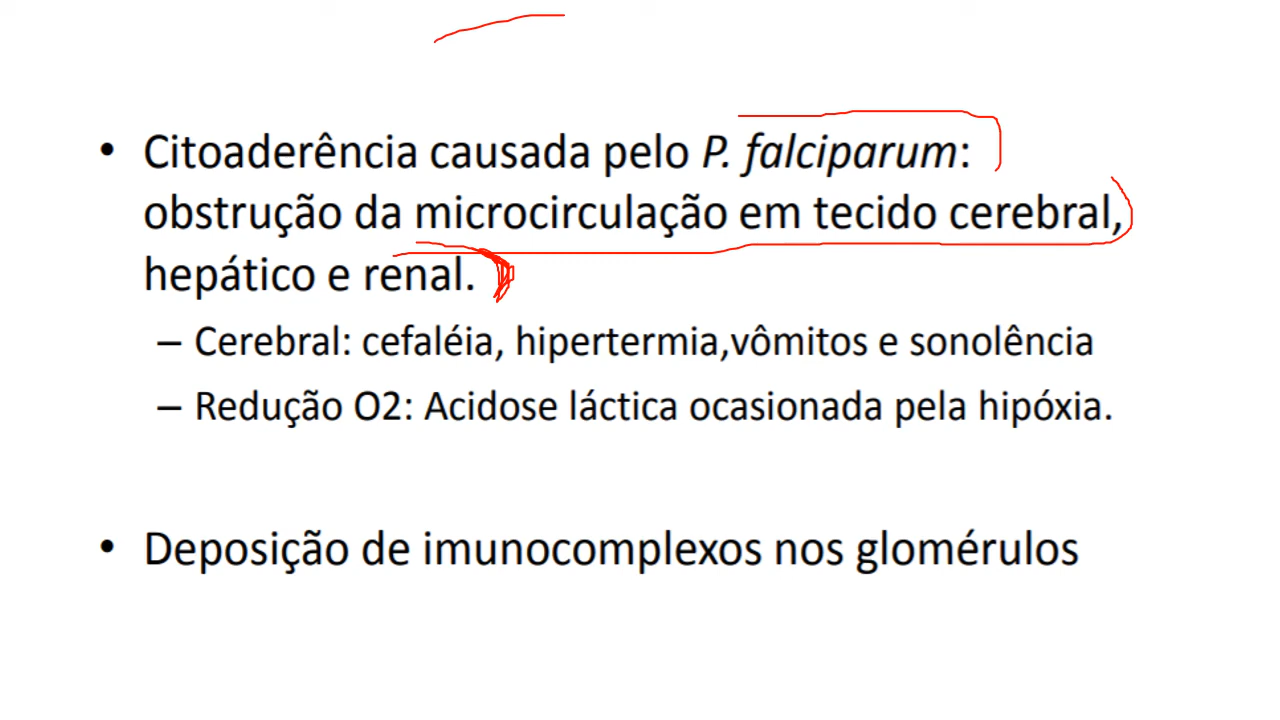 • Citoaderência causada pelo P. falciparum:
obstrução da microcirculação em tecido cerebral,
hepático e renal.
– Cerebral: cefaléia, hipertermia,vômitos e sonolência
– Redução O2: Acidose láctica ocasionada pela hipóxia.
• Deposição de imunocomplexos nos glomérulos